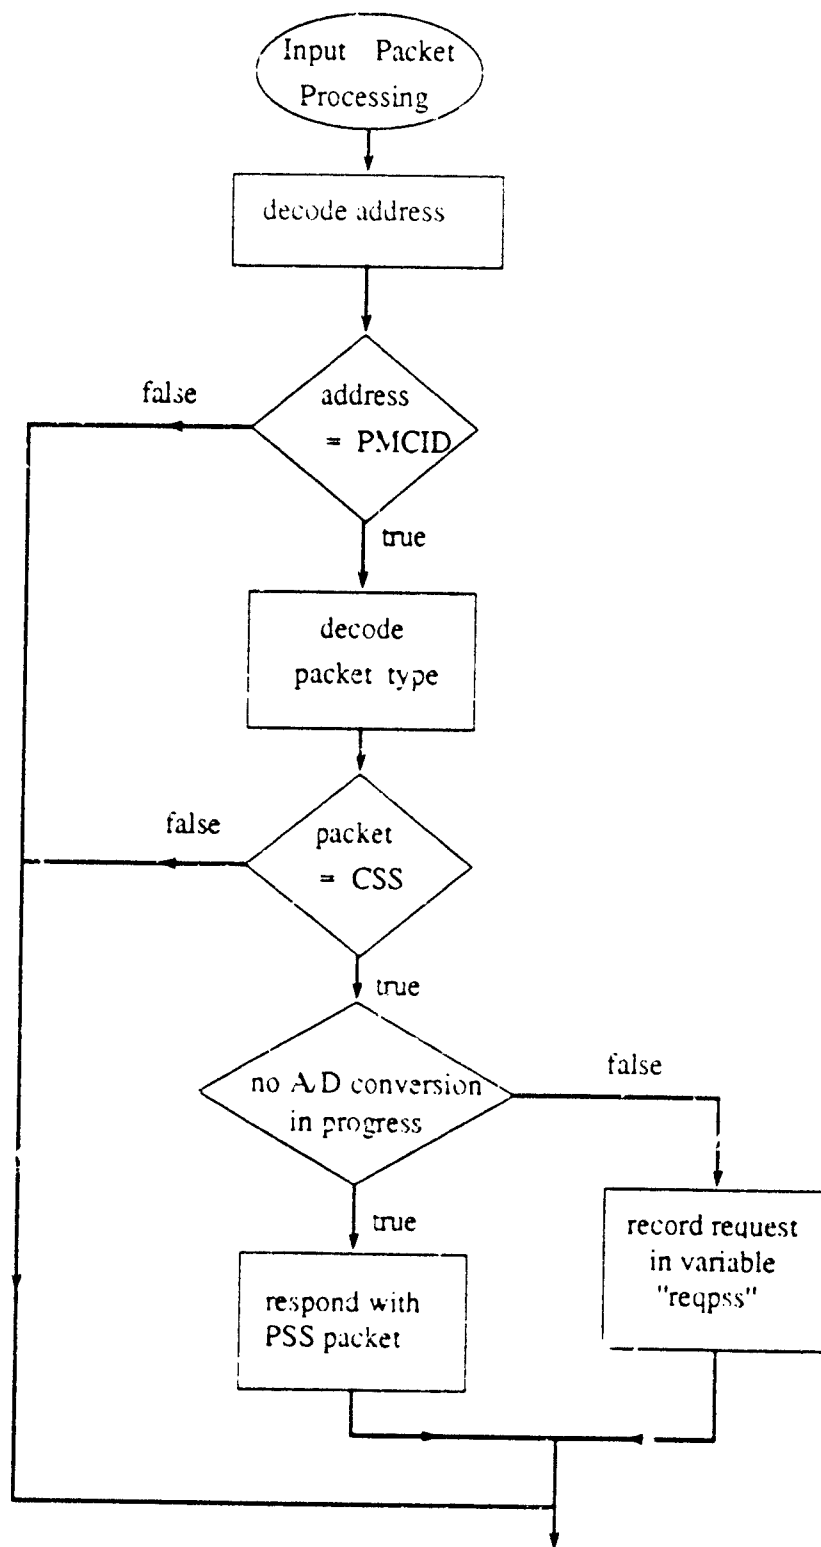 Input Packet
Processing
decode address
false
address
= PMCID
true
decode
packet type
false
packet
= CSS
true
no A/D conversion
in progress
false
true
record request
in variable
"reqpss"
respond with
PSS packet